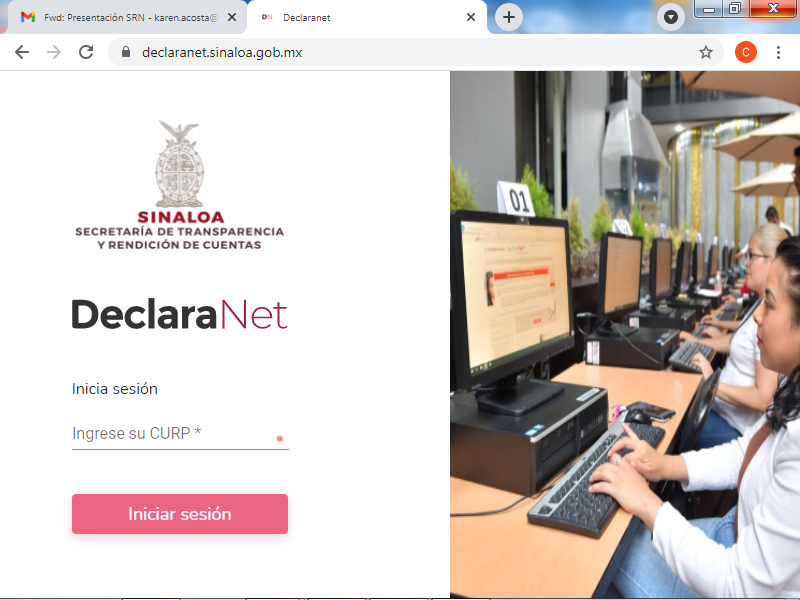 Fwd: Presentación SRN - karen.acosta@
DN Declaranet
declaranet.sinaloa.gob.mx
C
SINALOA
SECRETARÍA DE TRANSPARENCIA
Y RENDICIÓN DE CUENTAS
DeclaraNet
Inicia sesión
Ingrese su CURP *
*
Iniciar sesión
01